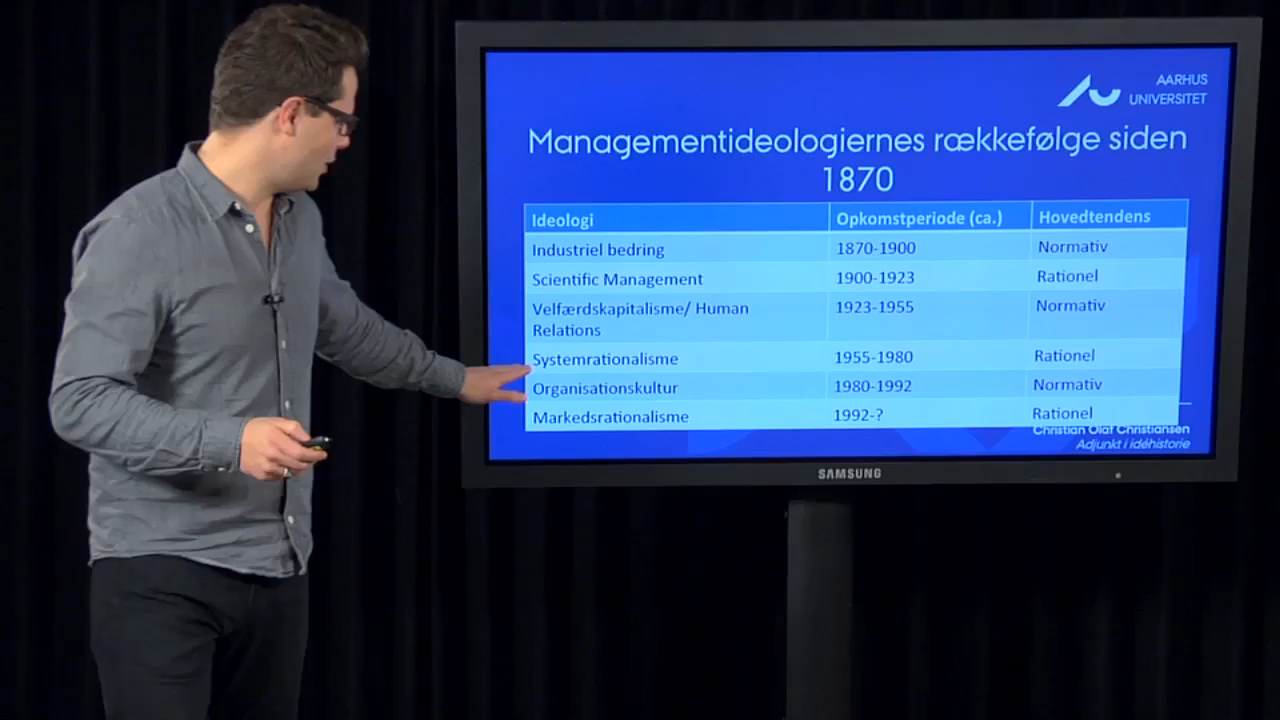 AARHUS
UNIVERSITET
Managementideologiernes rækkefølge siden
1870
Ideologi Opkomstperiode (ca.) Hovedtendens
Industriel bedring 1870-1900 Normativ
Scientific Management 1900-1923 Rationel
Velfærdskapitalisme/ Human 1923-1955 Normativ
Relations
Systemrationalisme 1955-1980 Rationel
Organisationskultur 1980-1992 Normativ
Markedsrationalisme 1992-? Rationel
Christian Olaf Christiansen
Adjunkt i idéhistorie
SAMSUNG